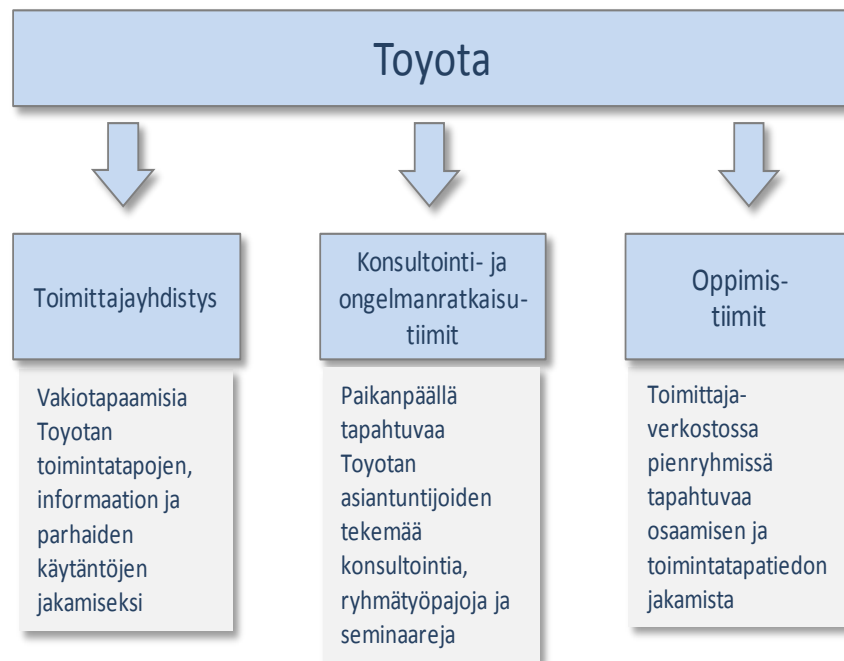 Toyota
Toimittajayhdistys
Vakiotapaamisia
Toyotan
toimintatapojen,
informaation ja
parhaiden
käytäntöjen
jakamiseksi
Konsultointi- ja
ongelmanratkaisu-
tiimit
Paikanpäällä
tapahtuvaa
Toyotan
asiantuntijoiden
tekemää
konsultointia,
ryhmätyöpajoja ja
seminaareja
Oppimis-
tiimit
Toimittaja-
verkostossa
pienryhmissä
tapahtuvaa
osaamisen ja
toimintatapatiedon
jakamista